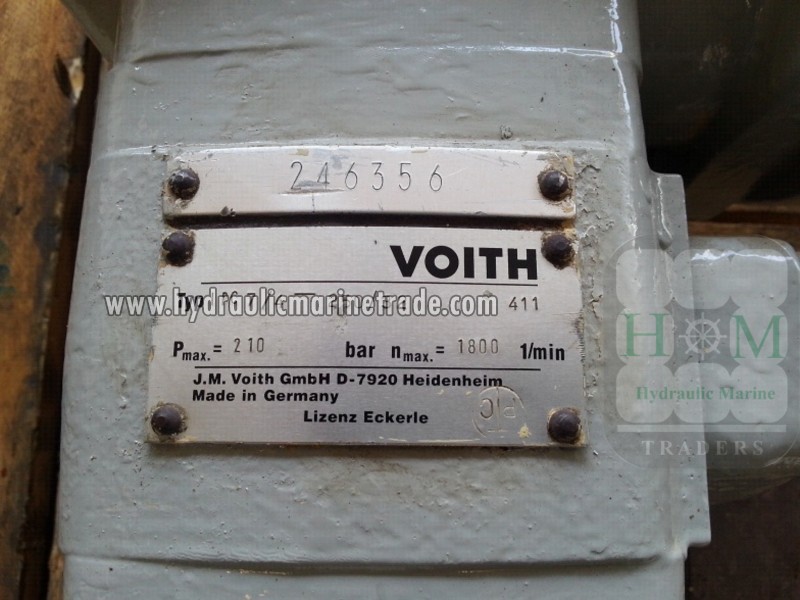 246356
VOITH
Typ 411
www.hydraulicmarinetrade.com
Pmax. = 210 bar nmax. = 1800 1/min
J.M. Voith GmbH D-7920 Heidenheim
Made in Germany
Lizenz Eckerle
H M
Hydraulic Marine
TRADERS